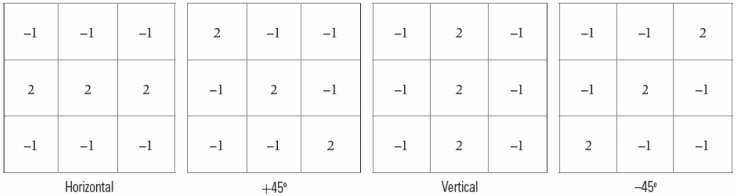 –1 –1 –1 2 –1 –1 –1 2 –1 –1 –1 2
2 2 2 –1 2 –1 –1 2 –1 –1 2 –1
–1 –1 –1 –1 –1 2 –1 2 –1 2 –1 –1
Horizontal +45º Vertical –45º